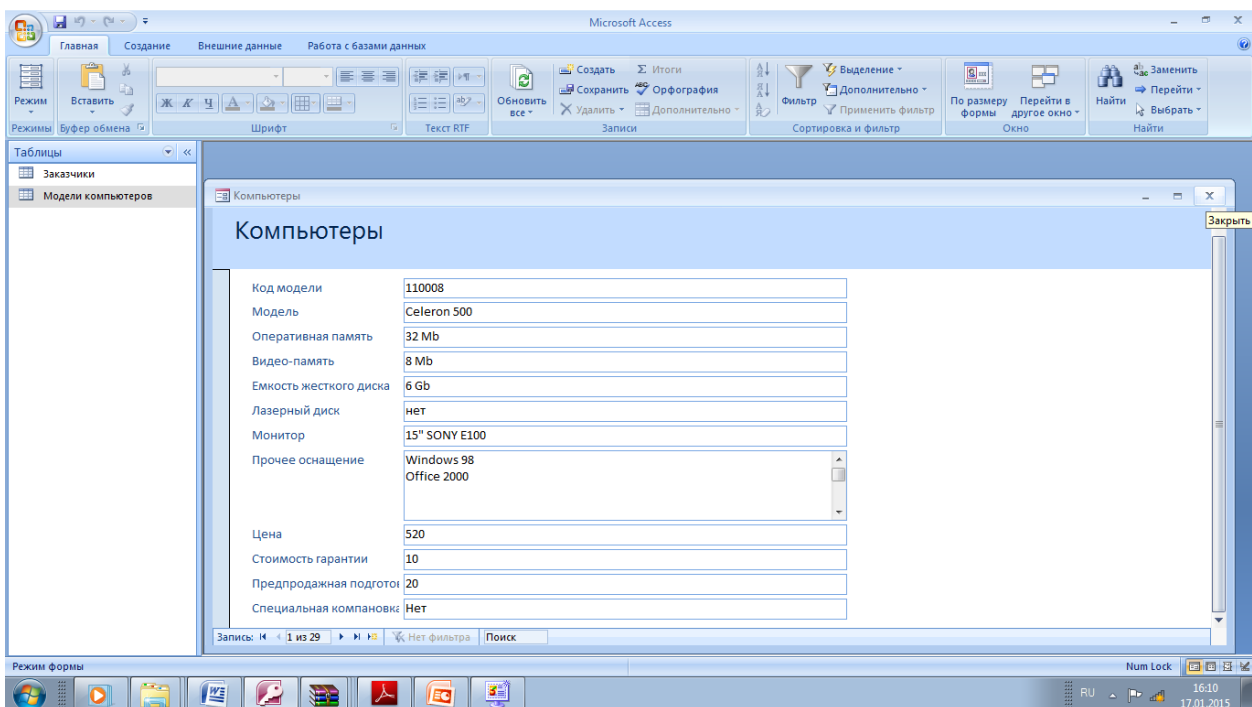 Microsoft Access
Главная Создание Внешние данные Работа с базами данных
Режим
Вставить
Ж К Ч
Обновить все
Создать
Сохранить
Удалить
Итоги
Орфография
Дополнительно
Фильтр
Выделение
Дополнительно
Применить фильтр
По размеру формы
Перейти в другое окно
Найти
Заменить
Перейти
Выбрать
Режимы Буфер обмена Шрифт Текст RTF Записи Сортировка и фильтр Окно Найти
Таблицы
Заказчики
Модели компьютеров
Компьютеры
Закрыть
Компьютеры
Код модели 110008
Модель Celeron 500
Оперативная память 32 Mb
Видео-память 8 Mb
Емкость жесткого диска 6 Gb
Лазерный диск нет
Монитор 15" SONY E100
Прочее оснащение Windows 98
Office 2000
Цена 520
Стоимость гарантии 10
Предпродажная подготов 20
Специальная компановка Нет
Запись: 1 из 29 Нет фильтра Поиск
Режим формы Num Lock
RU 16:10
17.01.2015